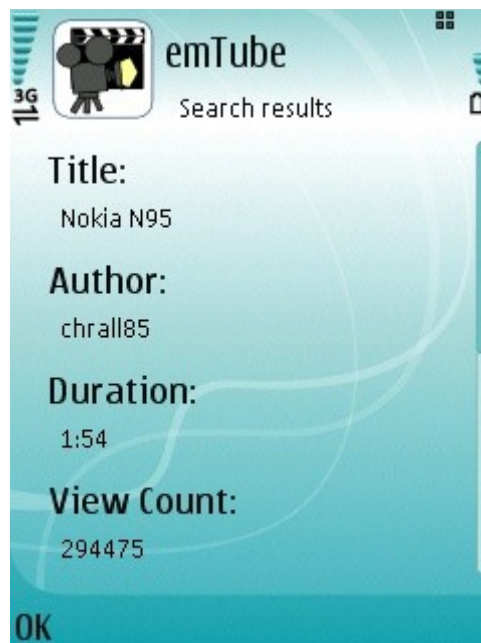 emTube
3G
Search results
Title:
Nokia N95
Author:
chrall85
Duration:
1:54
View Count:
294475
OK